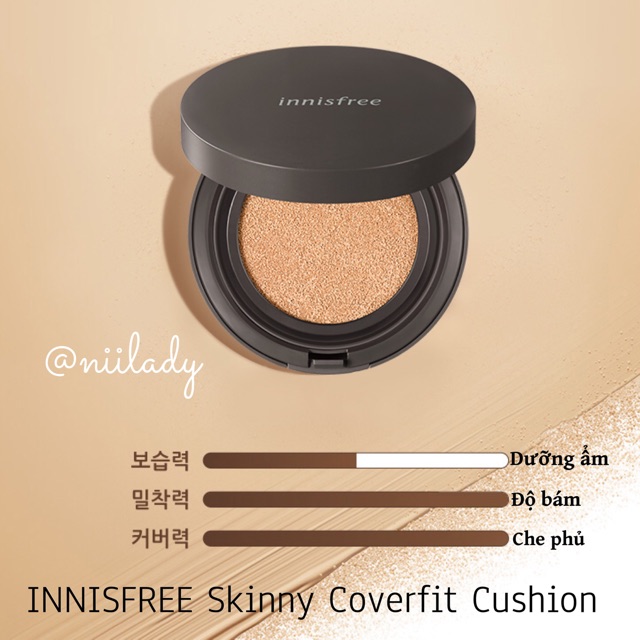 innisfree
@niilady
보습력 Dưỡng ẩm
밀착력 Độ bám
커버력 Che phủ
INNISFREE Skinny Coverfit Cushion